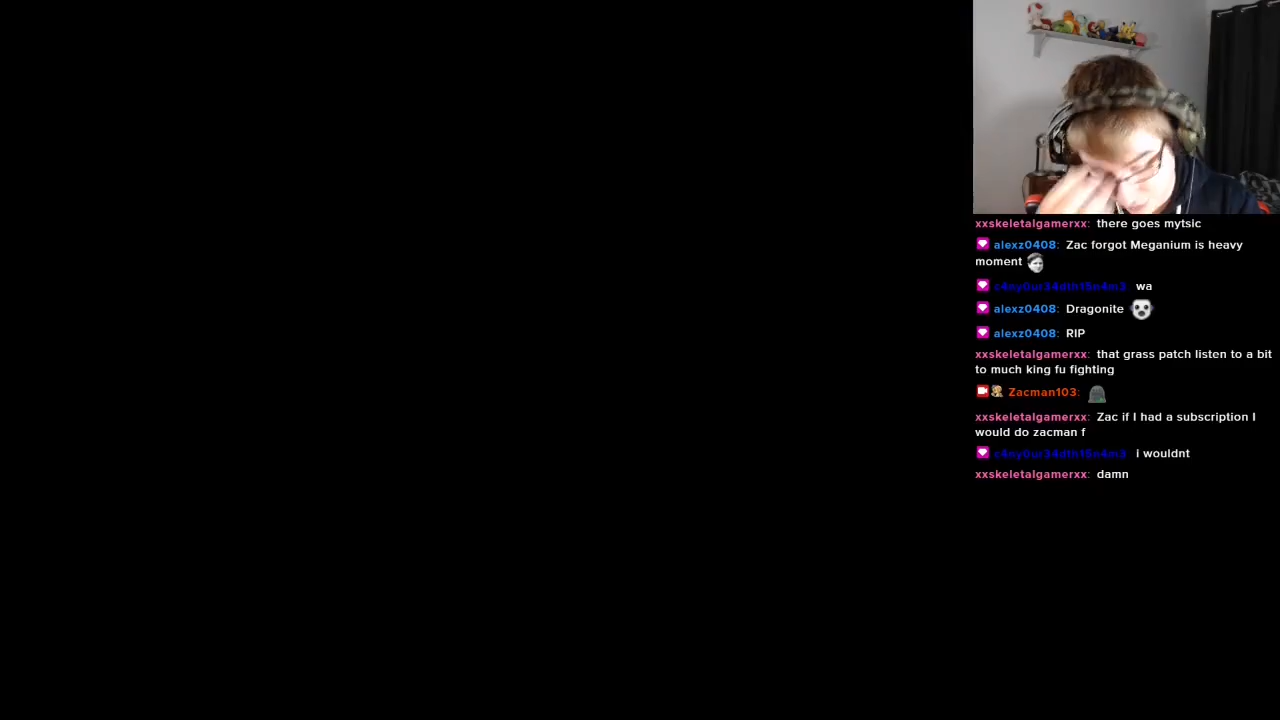 xxskeletalgamerxx: there goes mytsic
alexz0408: Zac forgot Meganium is heavy
moment
c4ny0ur34dth15n4m3: wa
alexz0408: Dragonite
alexz0408: RIP
xxskeletalgamerxx: that grass patch listen to a bit
to much king fu fighting
Zacman103:
xxskeletalgamerxx: Zac if I had a subscription I
would do zacman f
c4ny0ur34dth15n4m3: i wouldnt
xxskeletalgamerxx: damn